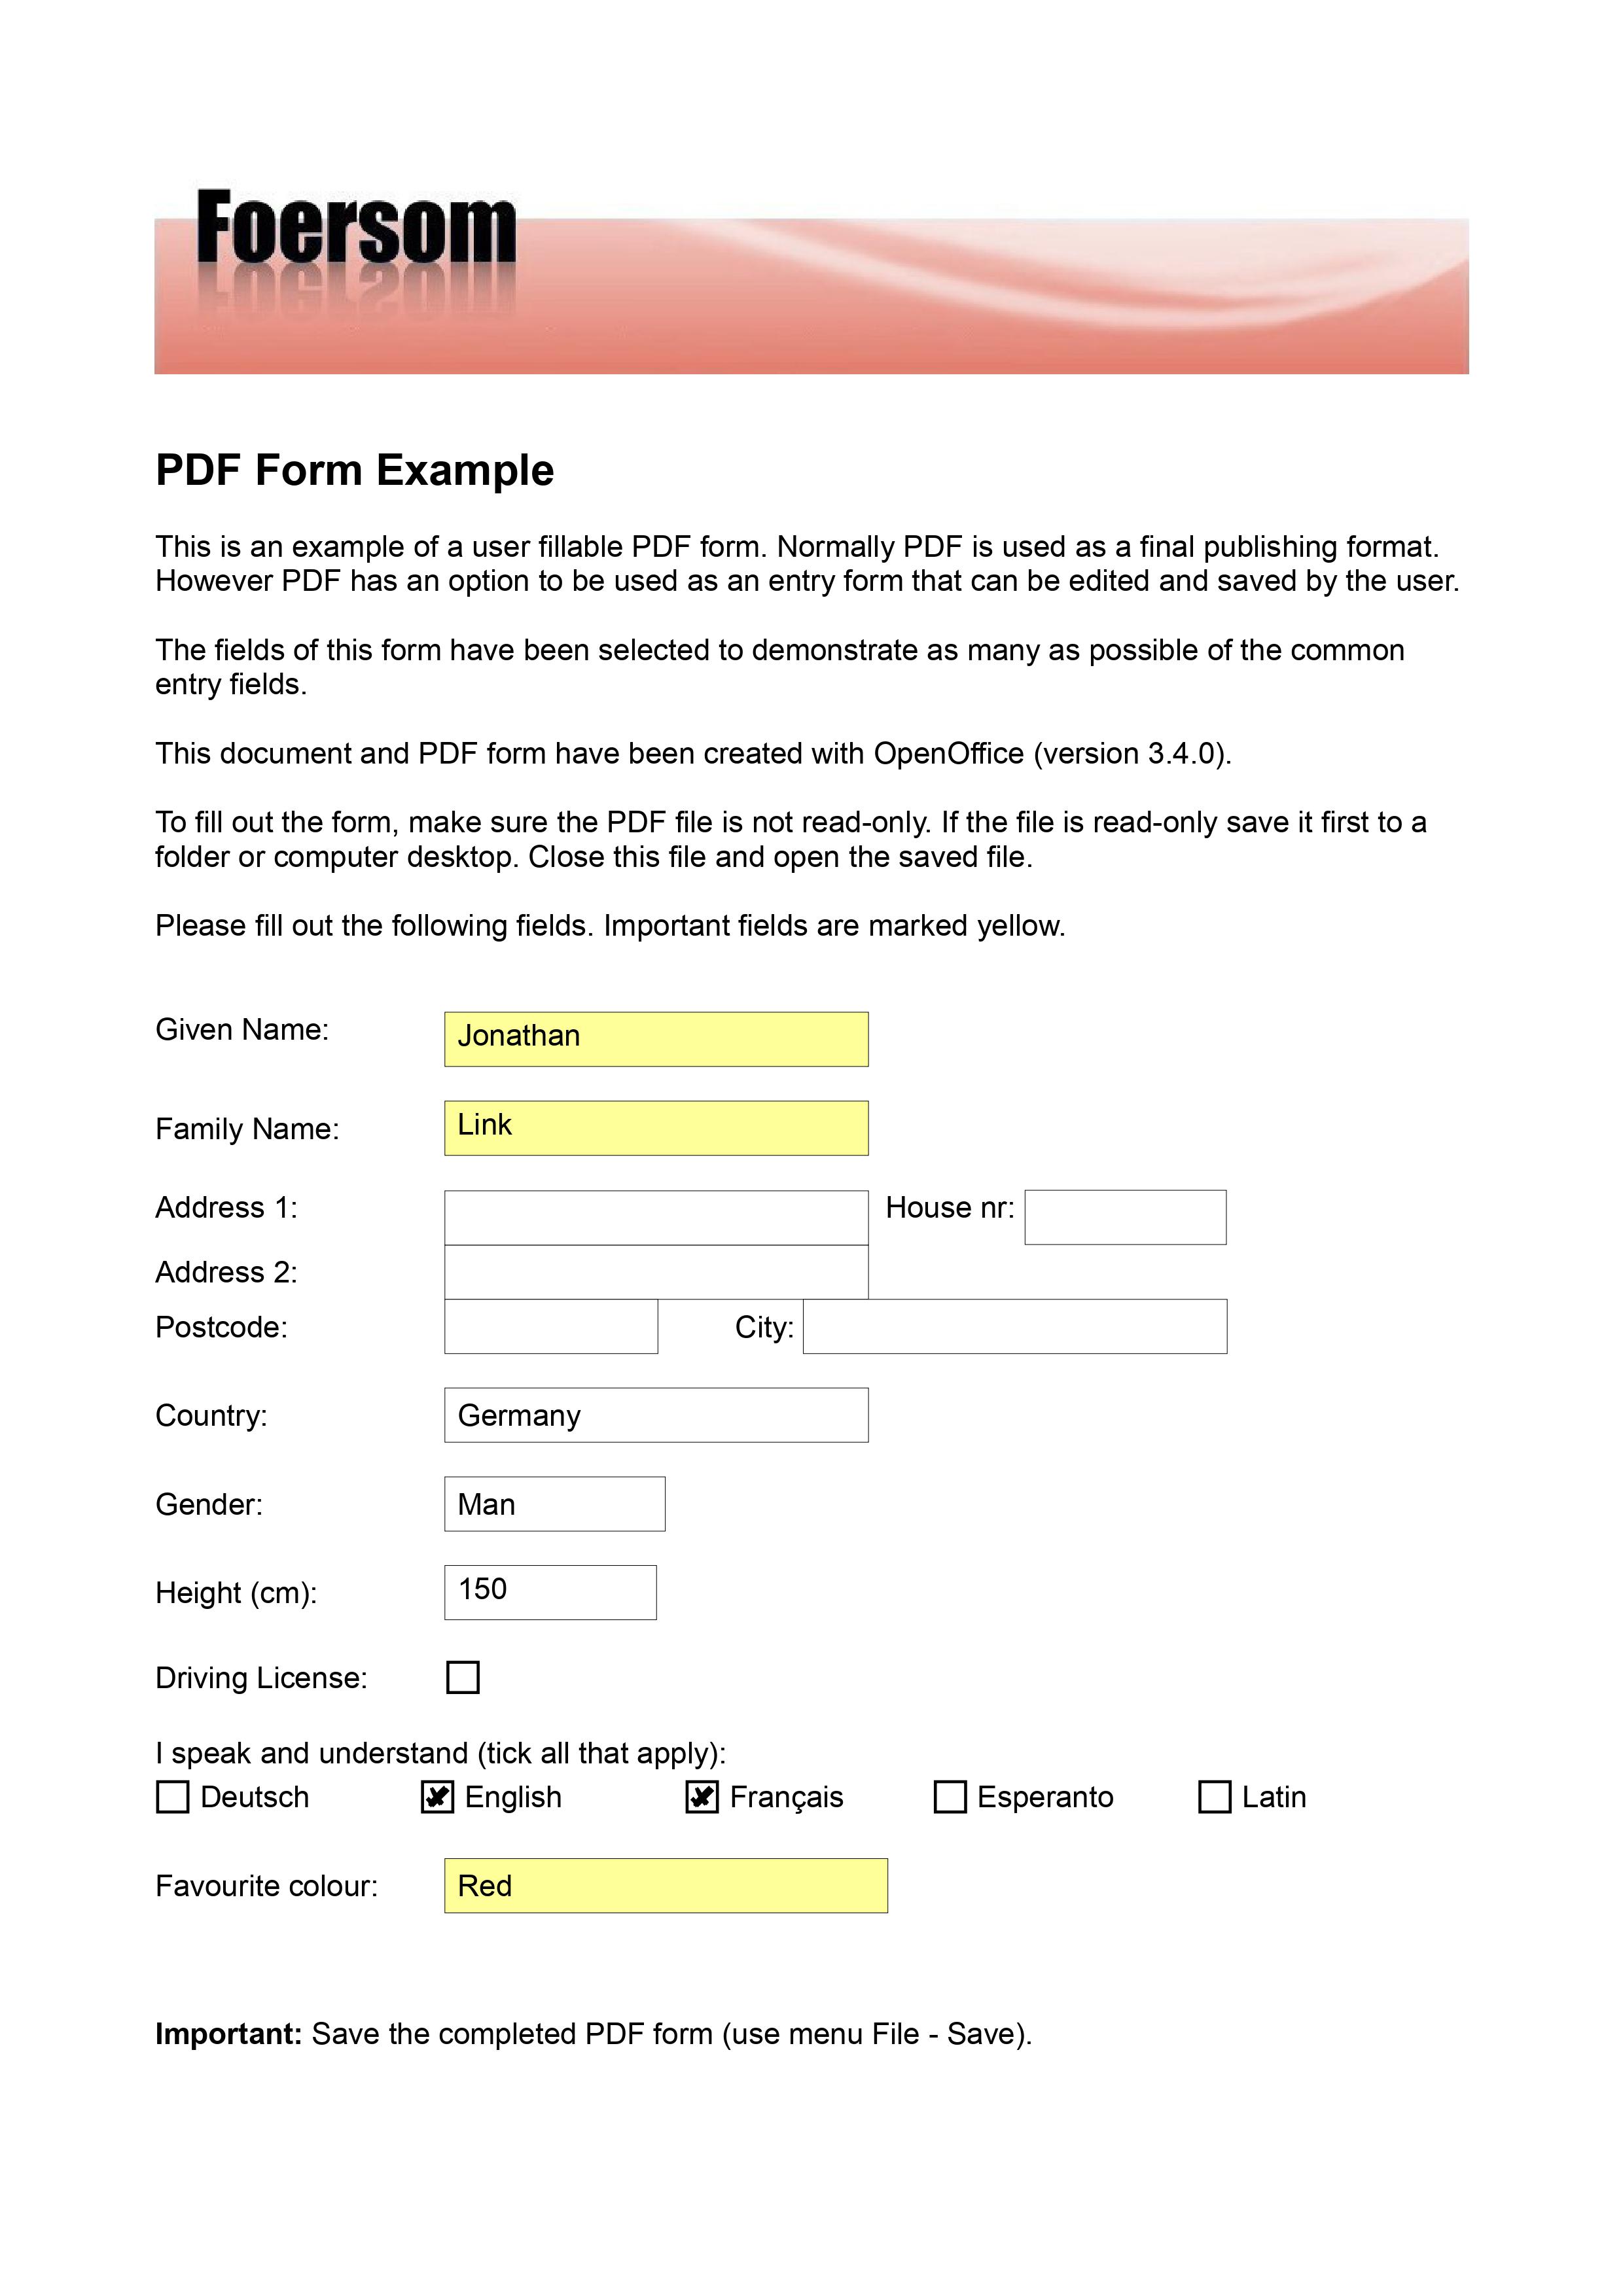 Foersom
PDF Form Example
This is an example of a user fillable PDF form. Normally PDF is used as a final publishing format.
However PDF has an option to be used as an entry form that can be edited and saved by the user.
The fields of this form have been selected to demonstrate as many as possible of the common
entry fields.
This document and PDF form have been created with OpenOffice (version 3.4.0).
To fill out the form, make sure the PDF file is not read-only. If the file is read-only save it first to a
folder or computer desktop. Close this file and open the saved file.
Please fill out the following fields. Important fields are marked yellow.
Given Name: Jonathan
Family Name: Link
Address 1: House nr:
Address 2:
Postcode: City:
Country: Germany
Gender: Man
Height (cm): 150
Driving License:
I speak and understand (tick all that apply):
Deutsch English Français Esperanto Latin
Favourite colour: Red
Important: Save the completed PDF form (use menu File - Save).